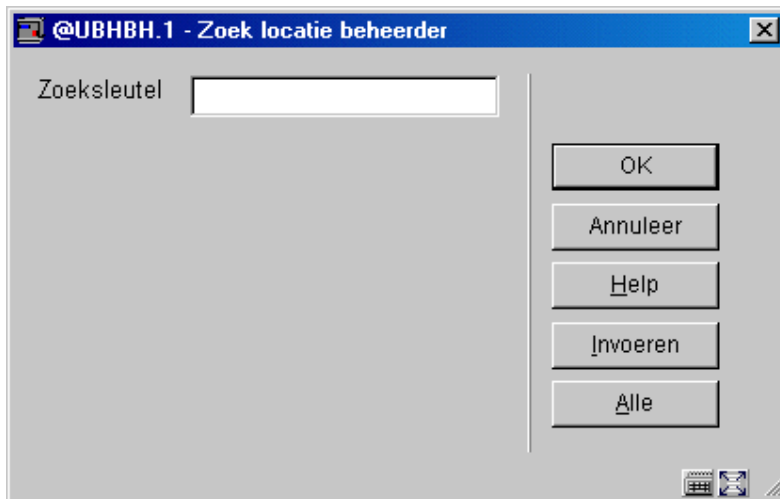 @UBHBH.1 - Zoek locatie beheerder
Zoeksleutel
OK
Annuleer
Help
Invoeren
Alle